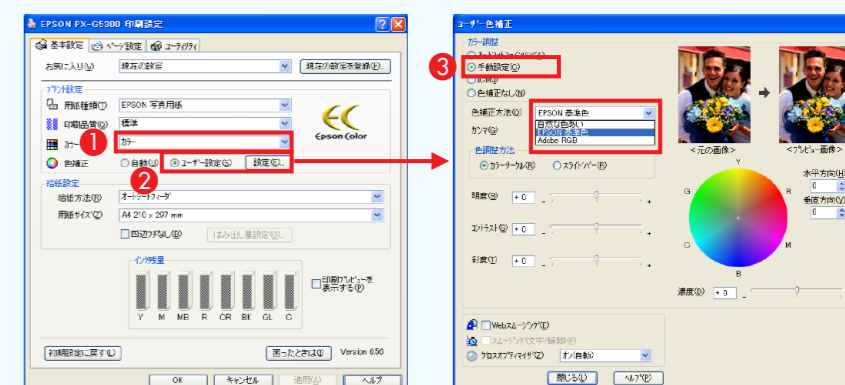 EPSON PX-G5300 印刷設定
基本設定 ページ設定 ユーティリティ
お気に入り(V) 現在の設定 現在の設定を登録(F)...
プリント設定
用紙種類(T) EPSON 写真用紙
印刷品質(Q) 標準
1
カラー
カラー
EPSON Color
色補正 自動(U) ユーザー設定(S) 設定(E)...
2
給紙設定
給紙方法(R) オートシートフィーダ
用紙サイズ(Z) A4 210 x 297 mm
四辺フチなし(B) はみ出し量設定(G)...
インク残量
印刷プレビューを
表示する(P)
Y M MB R OR BK GL C
初期設定に戻す(L) 困ったときは(J) Version 6.56
OK キャンセル 適用(A) ヘルプ
ユーザー色補正
カラー調整
3
手動設定(C)
色補正なし(N)
色補正方法(O) EPSON 基準色
自然な色あい
EPSON 基準色
Adobe RGB
ガンマ(G)
色調整方法
カラーサークル(R) スライドバー(B)
明度(B) + 0 - +
コントラスト(S) + 0 - +
彩度(T) + 0 - +
<元の画像> <プレビュー画像>
Y
G R
C M
B
水平方向(H)
0
垂直方向(V)
0
濃度(D) + 0 -
Webスムージング(E)
スムージング(文字/輪郭)(F)
クロスオプティマイザ(Z) オン(自動)
閉じる(L) ヘルプ(P)